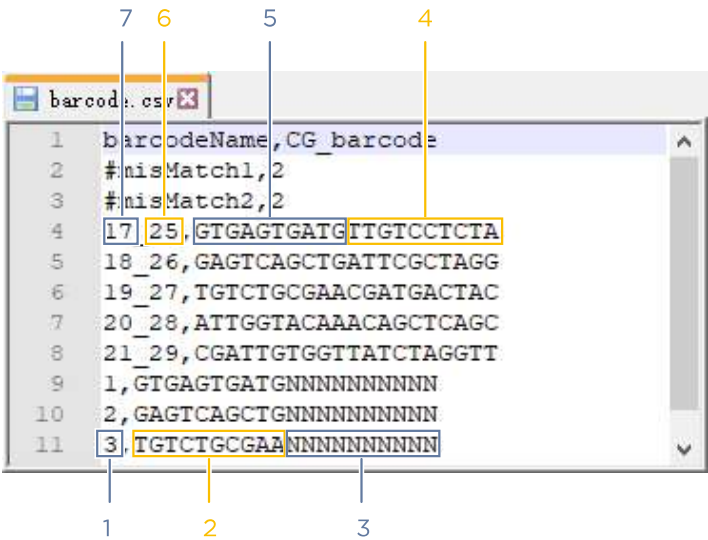 7 6 5 4
barcode.csv
1 barcodeName,CG_barcode
2 #misMatch1,2
3 #misMatch2,2
4 17_25,GTGAGTGATGTTGTCCTCTA
5 18_26,GAGTCAGCTGATTCGCTAGG
6 19_27,TGTCTGCGAACGATGACTAC
7 20_28,ATTGGTACAAACAGCTCAGC
8 21_29,CGATTGTGGTTATCTAGGTT
9 1,GTGAGTGATGNNNNNNNNNN
10 2,GAGTCAGCTGNNNNNNNNNN
11 3,TGTCTGCGAANNNNNNNNNN
1 2 3